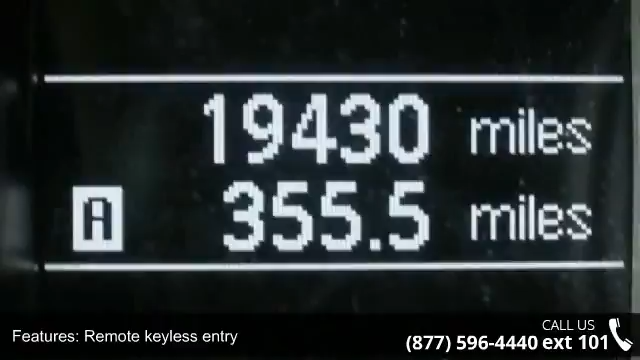 19430 miles
A 355.5 miles
Features: Remote keyless entry
CALL US
(877) 596-4440 ext 101